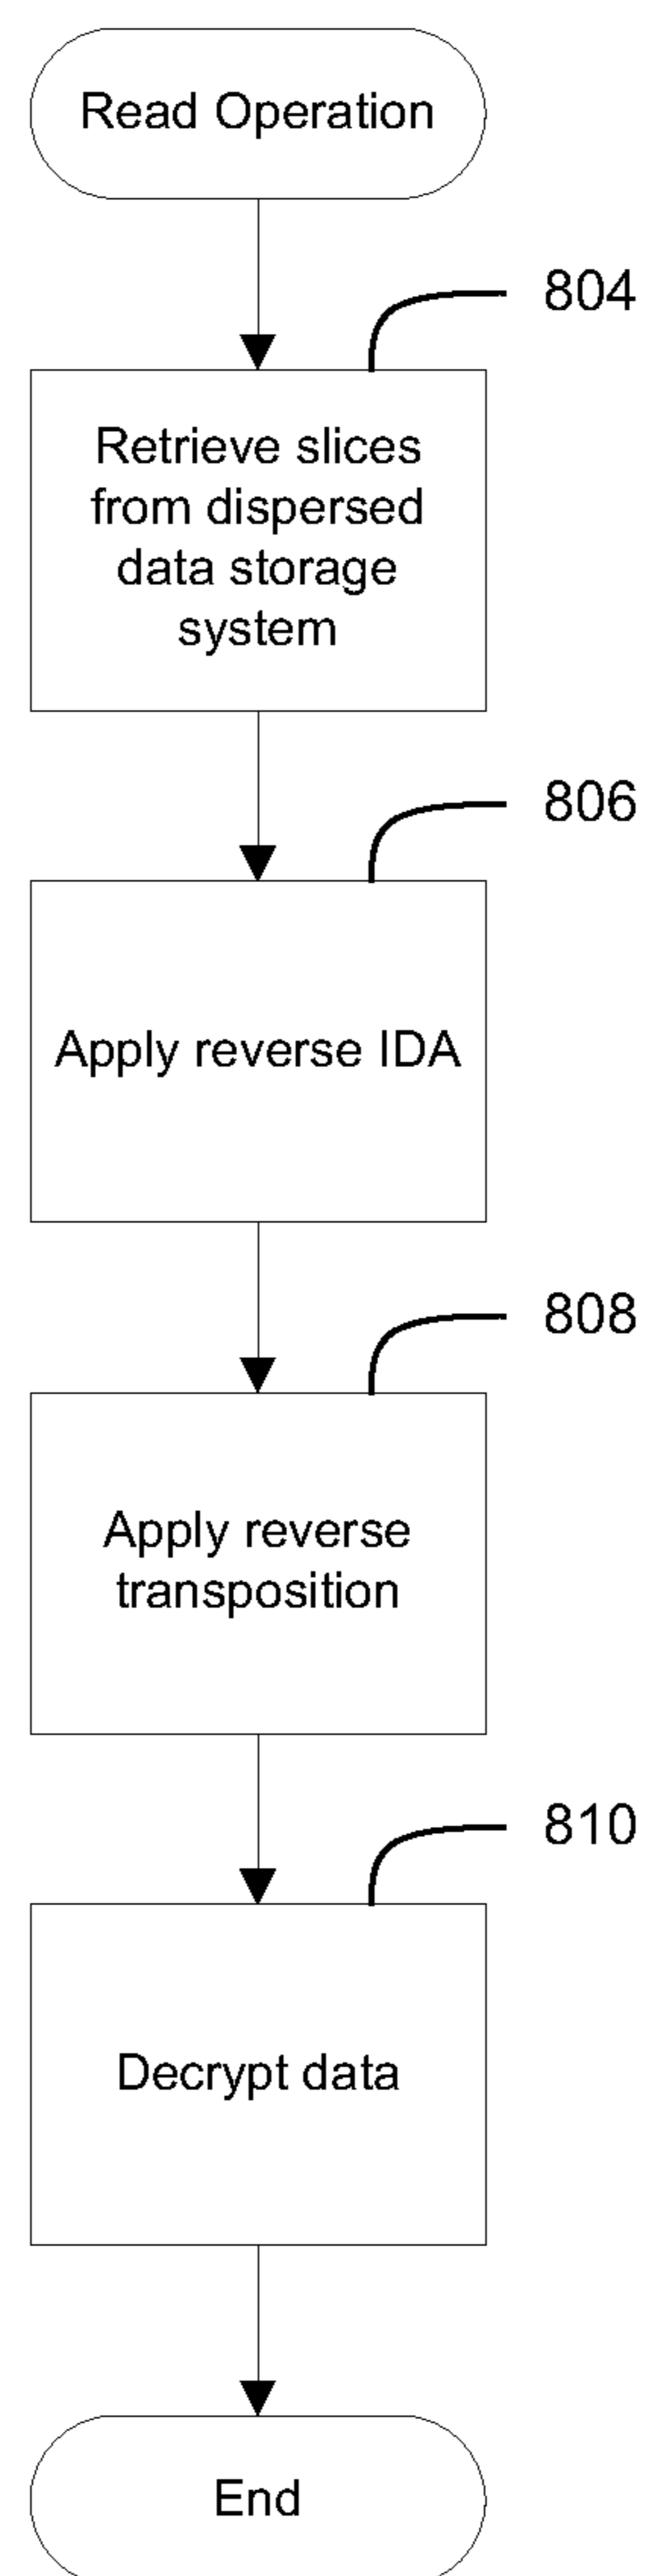 Read Operation
804
Retrieve slices
from dispersed
data storage
system
806
Apply reverse IDA
808
Apply reverse
transposition
810
Decrypt data
End